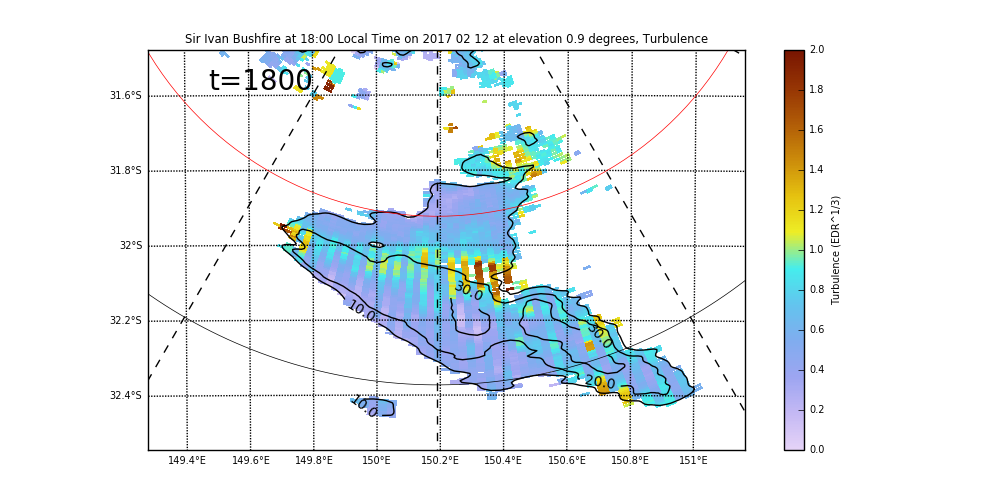 Sir Ivan Bushfire at 18:00 Local Time on 2017 02 12 at elevation 0.9 degrees, Turbulence
t=1800
31.6°S
31.8°S
32°S
32.2°S
32.4°S
30.0
10.0
30.0
20.0
10.0
149.4°E 149.6°E 149.8°E 150°E 150.2°E 150.4°E 150.6°E 150.8°E 151°E
2.0
1.8
1.6
1.4
1.2
1.0
0.8
0.6
0.4
0.2
0.0
Turbulence (EDR^1/3)